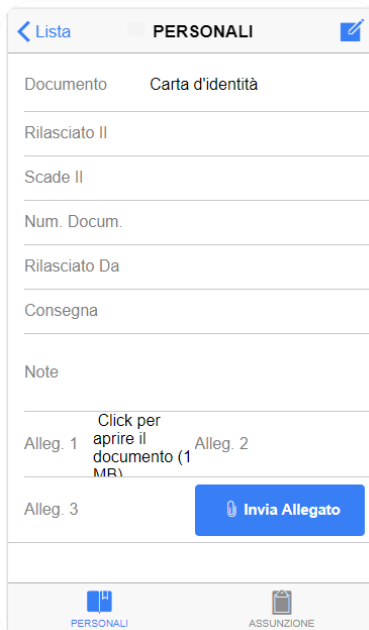 Lista PERSONALI
Documento Carta d'identità
Rilasciato Il
Scade Il
Num. Docum.
Rilasciato Da
Consegna
Note
Alleg. 1 Click per aprire il documento (1 MB) Alleg. 2
Alleg. 3 Invia Allegato
PERSONALI ASSUNZIONE